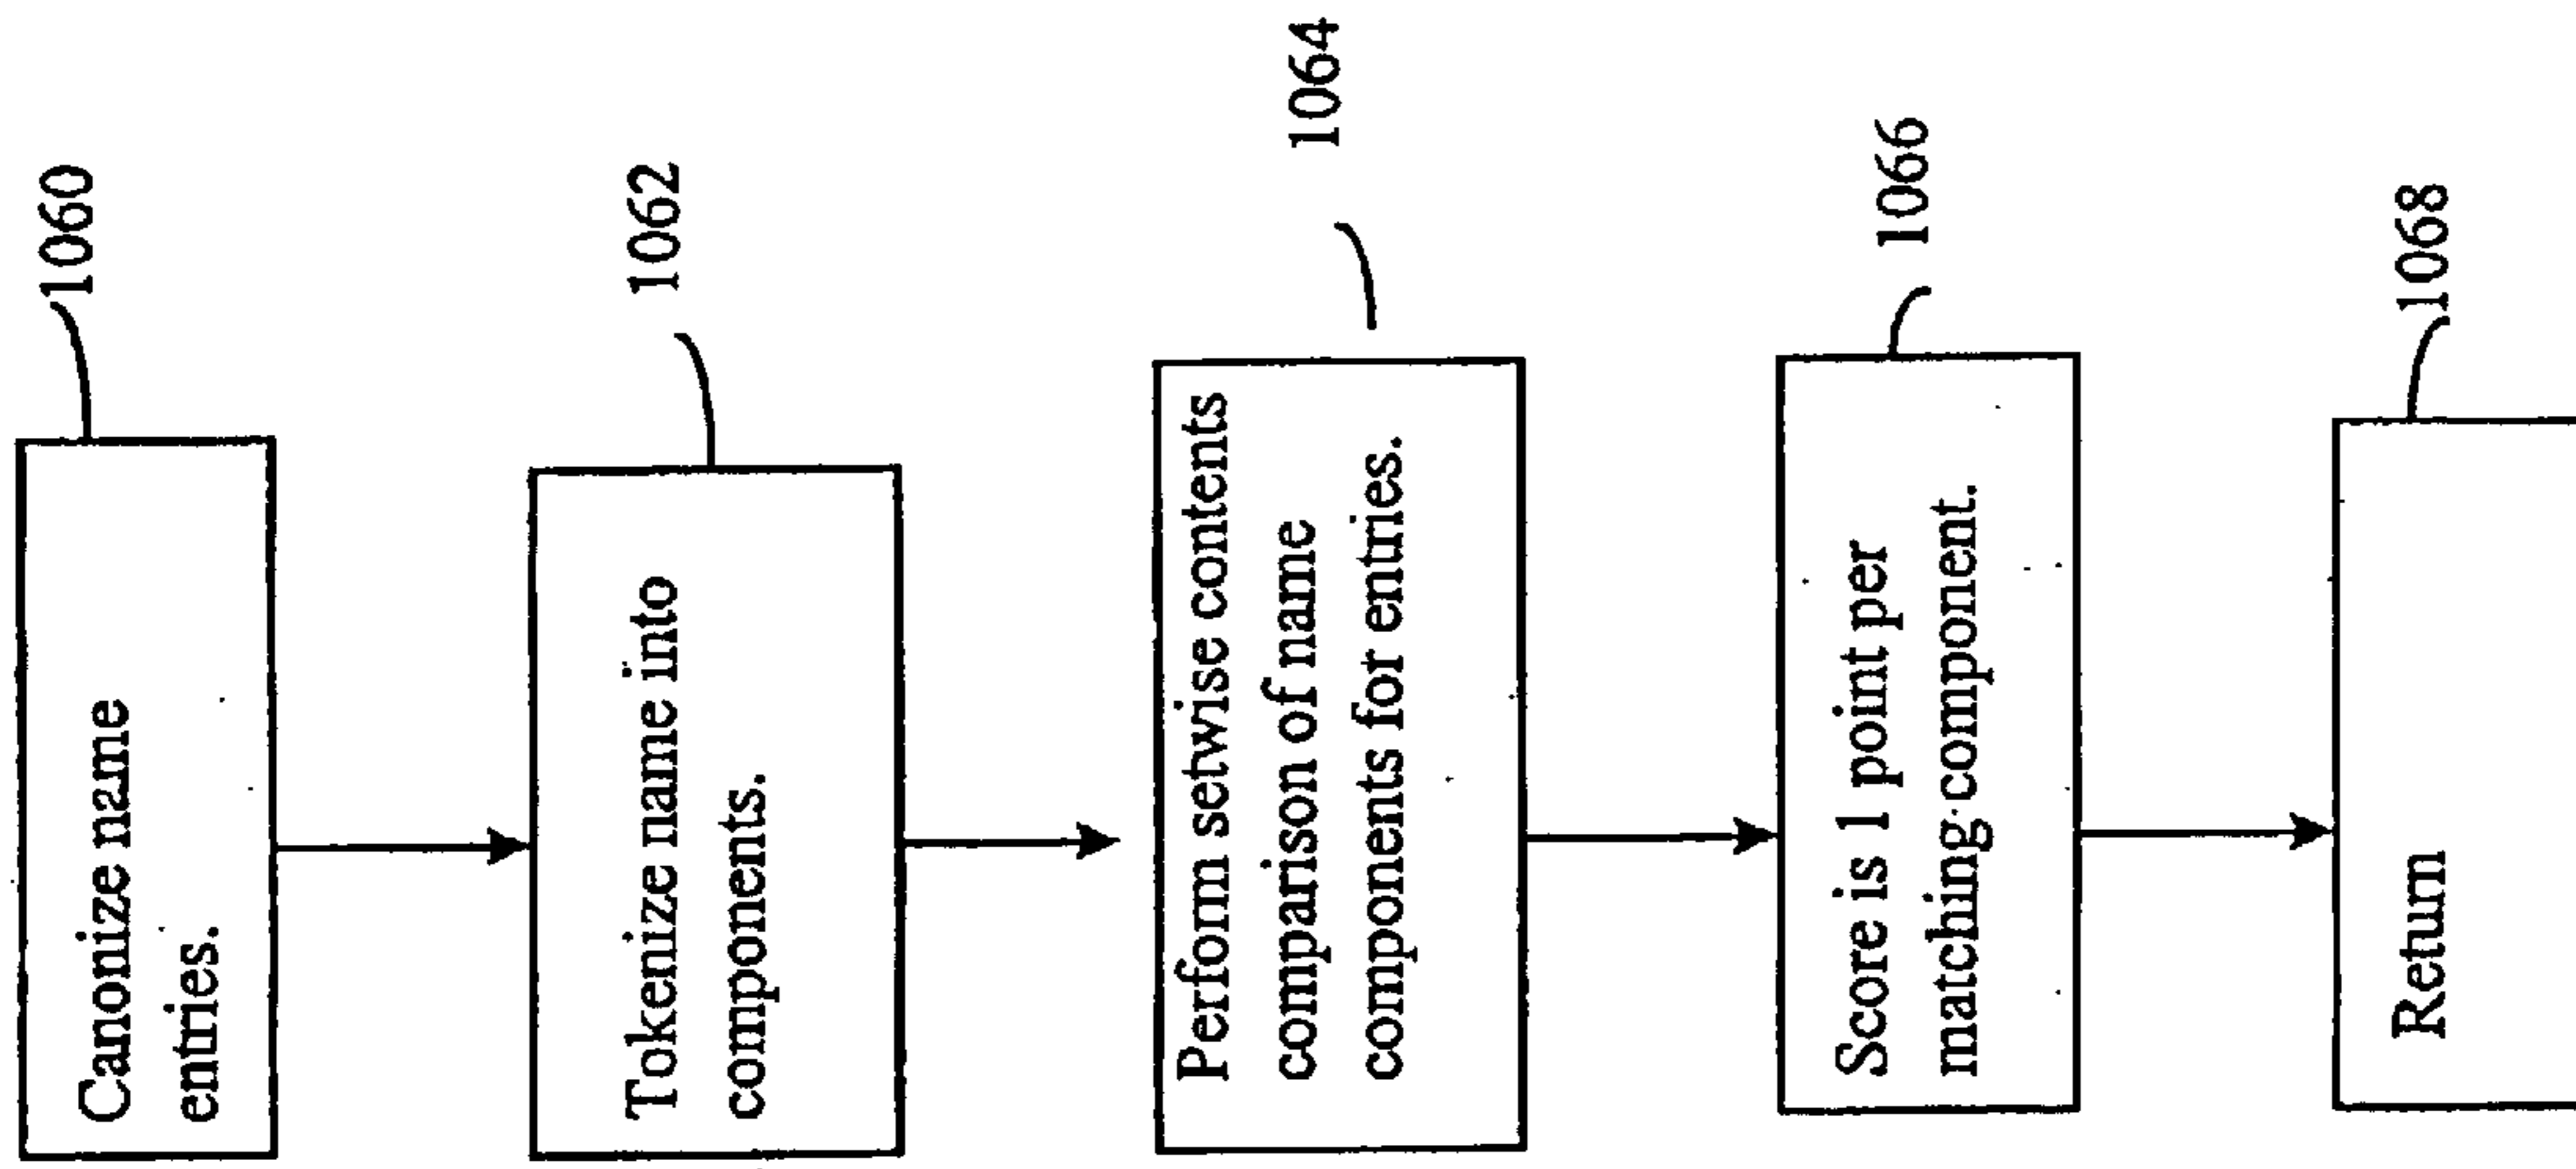 Canonize name
entries.
1060
Tokenize name into
components.
1062
Perform setwise contents
comparison of name
components for entries.
1064
Score is 1 point per
matching component.
1066
Return
1068